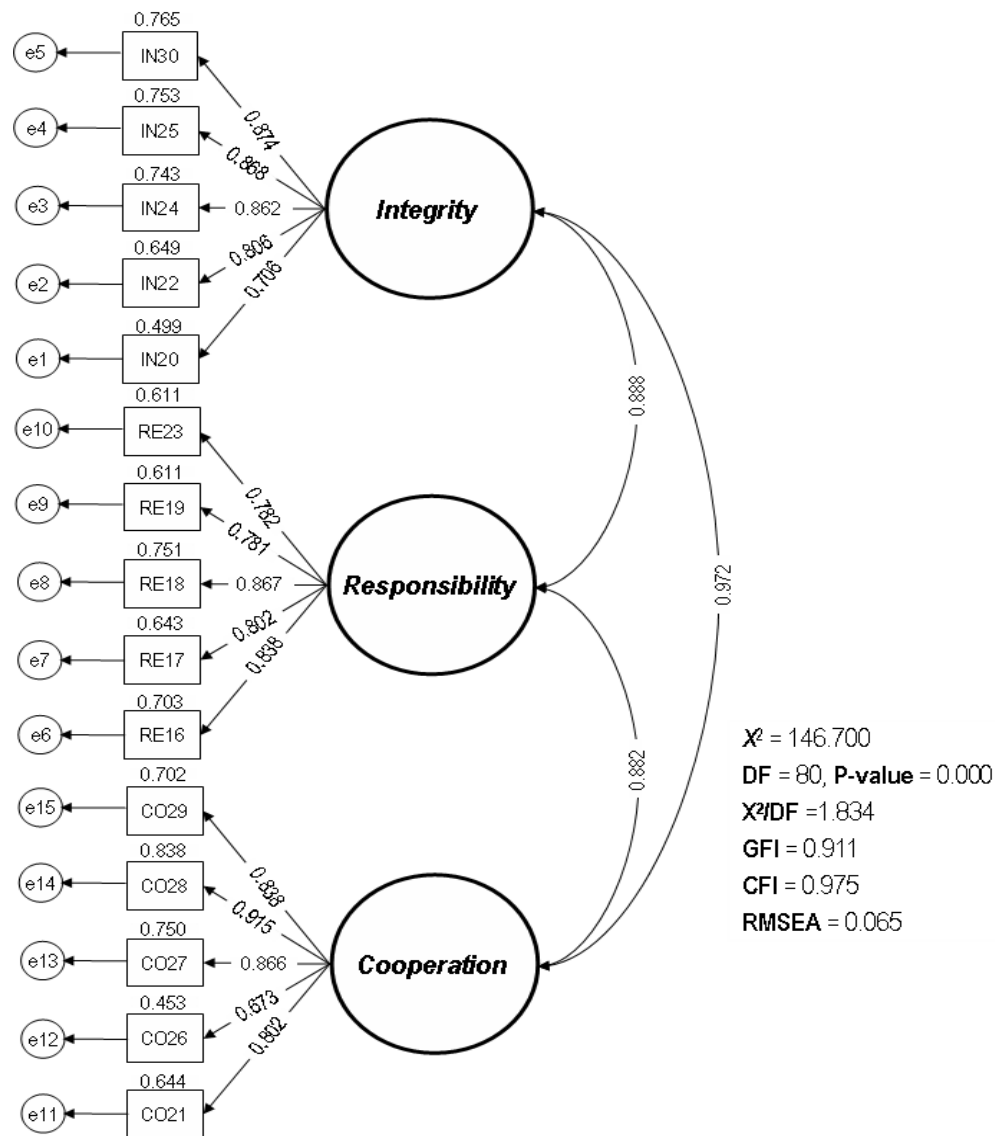 0.765
e5 IN30
0.874
0.753
e4 IN25
0.868
0.743
e3 IN24 0.862
0.649
e2 IN22
0.806
0.499
e1 IN20
0.706
Integrity
0.611
e10 RE23
0.782
0.611
e9 RE19
0.781
0.751
e8 RE18 0.867
0.643
e7 RE17
0.802
0.703
e6 RE16
0.838
Responsibility
0.702
e15 CO29
0.838
0.838
e14 CO28
0.915
0.750
e13 CO27 0.866
0.453
e12 CO26
0.673
0.644
e11 CO21
0.802
Cooperation
0.888
0.972
0.882
X² = 146.700
DF = 80, P-value = 0.000
X²/DF =1.834
GFI = 0.911
CFI = 0.975
RMSEA = 0.065